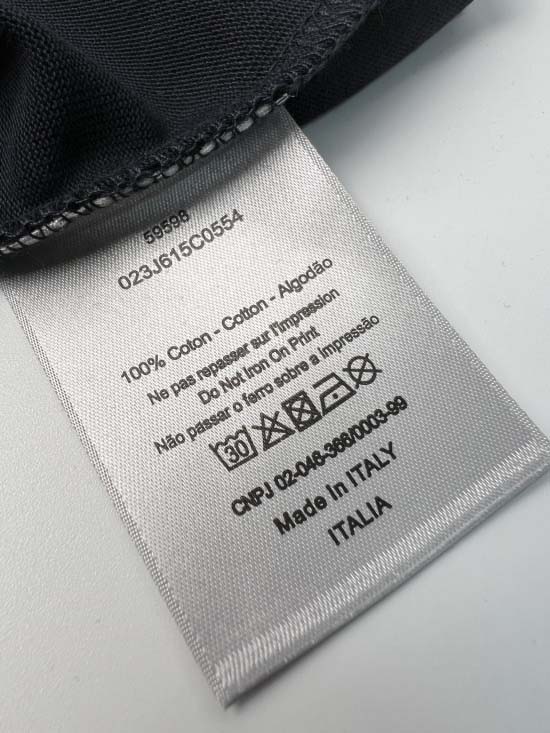 59598
023J615C0554
100% Coton - Cotton - Algodão
Ne pas repasser sur l'impression
Do Not Iron On Print
Não passar o ferro sobre a impressão
30
CNPJ 02-046-366/0003-99
Made In ITALY
ITALIA